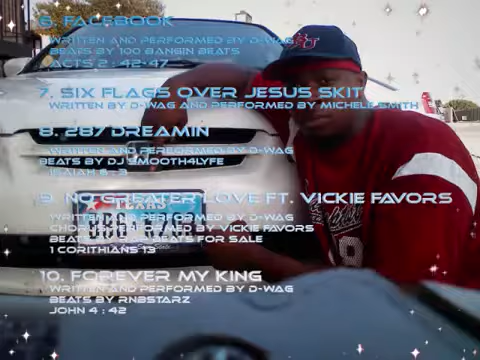 6. FACEBOOK
WRITTEN AND PERFORMED BY D-WAG
BEATS BY 100 BANGIN BEATS
ACTS 2 : 42-47
7. SIX FLAGS OVER JESUS SKIT
WRITTEN BY D-WAG AND PERFORMED BY MICHELE SMITH
8. 287 DREAMIN
WRITTEN AND PERFORMED BY D-WAG
BEATS BY DJ SMOOTH4LYFE
ISAIAH 6-3
9. NO GREATER LOVE FT. VICKIE FAVORS
WRITTEN AND PERFORMED BY D-WAG
CHORUS PERFORMED BY VICKIE FAVORS
BEATS BEATS FOR SALE
1 CORITHIANS 13
10. FOREVER MY KING
WRITTEN AND PERFORMED BY D-WAG
BEATS BY RNBSTARZ
JOHN 4 : 42